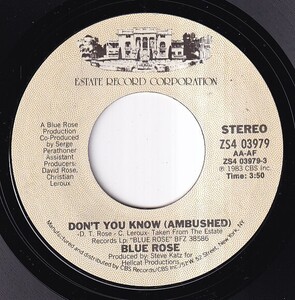 ESTATE RECORD CORPORATION
A Blue Rose
Production
Co-Produced
by Serge
Perathoner
Assistant
Producers:
David Rose,
Christian
Leroux
STEREO
ZS4 03979
AA-AF
ZS4 03979-3
℗ 1983 CBS Inc.
Time: 3:50
DON'T YOU KNOW (AMBUSHED)
- D. T. Rose - C. Leroux- Taken From The Estate
Records Lp: "BLUE ROSE" BFZ 38586
BLUE ROSE
Produced by Steve Katz for
Hellcat Productions
Manufactured and distributed by CBS Records/CBS Inc./51 W. 52 Street, New York, N.Y.